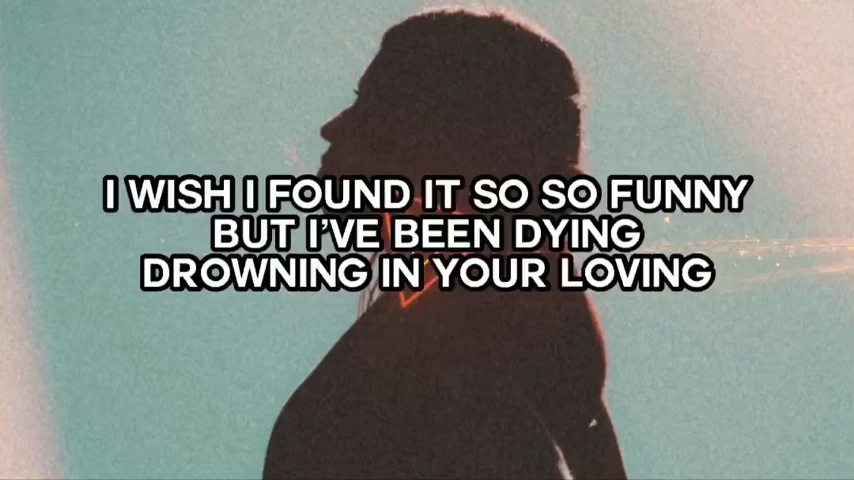 I WISH I FOUND IT SO SO FUNNY
BUT I'VE BEEN DYING
DROWNING IN YOUR LOVING